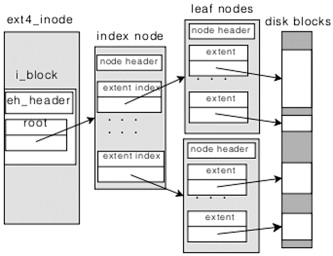 ext4_inode
i_block
eh_header
root
index node
node header
extent index
. . .
. . .
extent index
leaf nodes
node header
extent
. . .
extent
node header
extent
. . .
extent
disk blocks